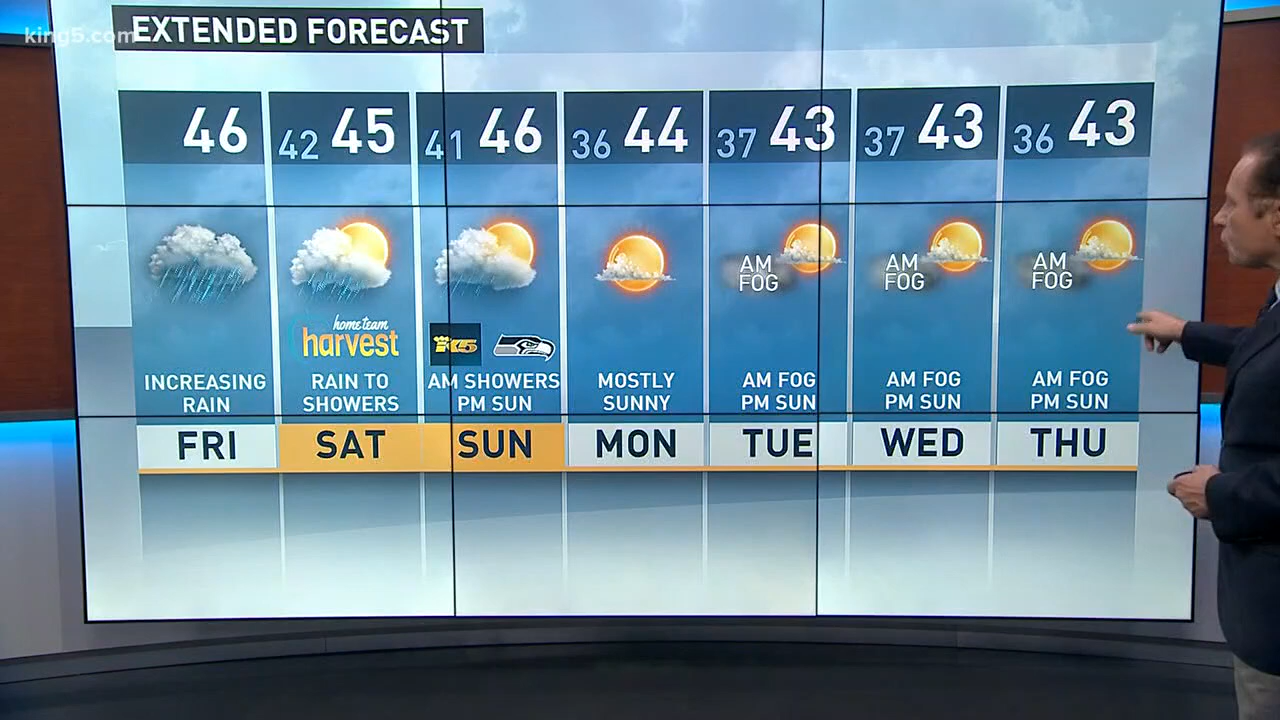 king5.com
EXTENDED FORECAST
46
42 45
41 46
36 44
37 43
37 43
36 43
AM
FOG
AM
FOG
AM
FOG
home team
harvest
K5
INCREASING
RAIN
RAIN TO
SHOWERS
AM SHOWERS
PM SUN
MOSTLY
SUNNY
AM FOG
PM SUN
AM FOG
PM SUN
AM FOG
PM SUN
FRI
SAT
SUN
MON
TUE
WED
THU